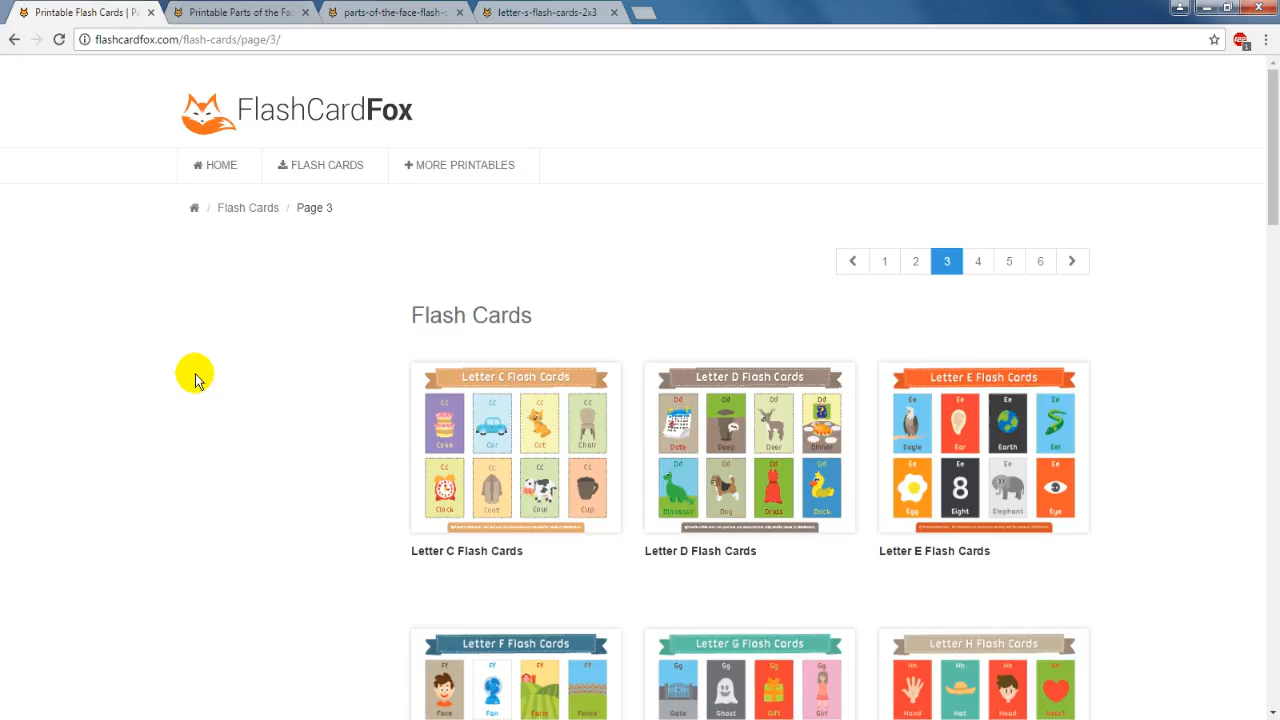 Printable Flash Cards | Pa
Printable Parts of the Fac
parts-of-the-face-flash-c
letter-s-flash-cards-2x3
flashcardfox.com/flash-cards/page/3/
ABP
1
FlashCardFox
HOME
FLASH CARDS
MORE PRINTABLES
/ Flash Cards / Page 3
1 2 3 4 5 6
Flash Cards
Letter C Flash Cards
Cc Cc Cc Cc
Cake Car Cat Chair
Cc Cc Cc Cc
Clock Coat Cow Cup
Letter C Flash Cards
Letter D Flash Cards
Dd Dd Dd Dd
Date Deep Deer Dinner
Dd Dd Dd Dd
Dinosaur Dog Dress Duck
Letter D Flash Cards
Letter E Flash Cards
Ee Ee Ee Ee
Eagle Ear Earth Eel
Ee Ee Ee Ee
8
Egg Eight Elephant Eye
Letter E Flash Cards
Letter F Flash Cards
Ff Ff Ff Ff
Face Fan Farm Fence
Letter G Flash Cards
Gg Gg Gg Gg
Gate Ghost Gift Girl
Letter H Flash Cards
Hh Hh Hh Hh
Hand Hat Head Heart